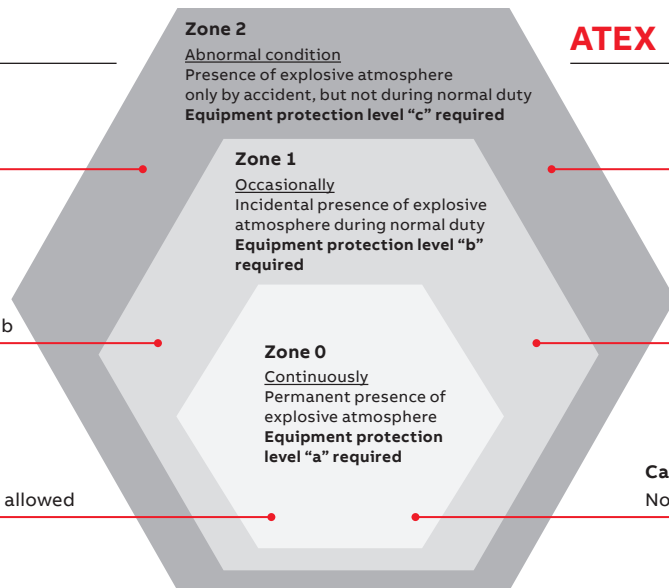 Zone 2
ATEX
Abnormal condition
Presence of explosive atmosphere
only by accident, but not during normal duty
Equipment protection level “c” required
Zone 1
Occasionally
Incidental presence of explosive
atmosphere during normal duty
Equipment protection level “b”
required
b
Zone 0
Continuously
Permanent presence of
explosive atmosphere
Equipment protection
level “a” required
allowed
Ca
No